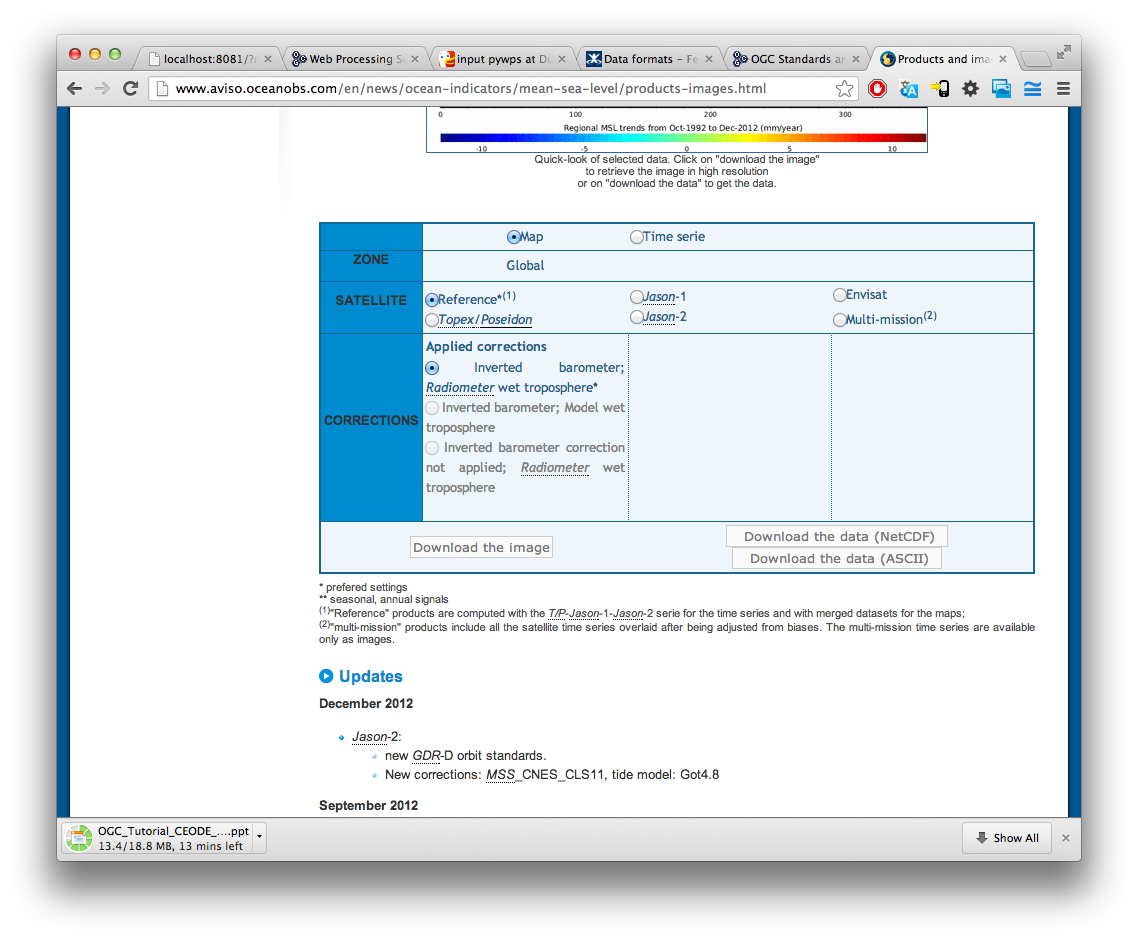 localhost:8081/?
Web Processing S
input pywps at D
Data formats – Fe
OGC Standards a
Products and ima
www.aviso.oceanobs.com/en/news/ocean-indicators/mean-sea-level/products-images.html
0 100 200 300
Regional MSL trends from Oct-1992 to Dec-2012 (mm/year)
-10 -5 0 5 10
Quick-look of selected data. Click on "download the image"
to retrieve the image in high resolution
or on "download the data" to get the data.
Map Time serie
ZONE
Global
SATELLITE
Reference*(1) Jason-1 Envisat
Topex/Poseidon Jason-2 Multi-mission(2)
CORRECTIONS
Applied corrections
Inverted barometer;
Radiometer wet troposphere*
Inverted barometer; Model wet
troposphere
Inverted barometer correction
not applied; Radiometer wet
troposphere
Download the image
Download the data (NetCDF)
Download the data (ASCII)
* prefered settings
** seasonal, annual signals
(1)"Reference" products are computed with the T/P-Jason-1-Jason-2 serie for the time series and with merged datasets for the maps;
(2)"multi-mission" products include all the satellite time series overlaid after being adjusted from biases. The multi-mission time series are available
only as images.
Updates
December 2012
Jason-2:
new GDR-D orbit standards.
New corrections: MSS_CNES_CLS11, tide model: Got4.8
September 2012
OGC_Tutorial_CEODE_....ppt
13.4/18.8 MB, 13 mins left
Show All